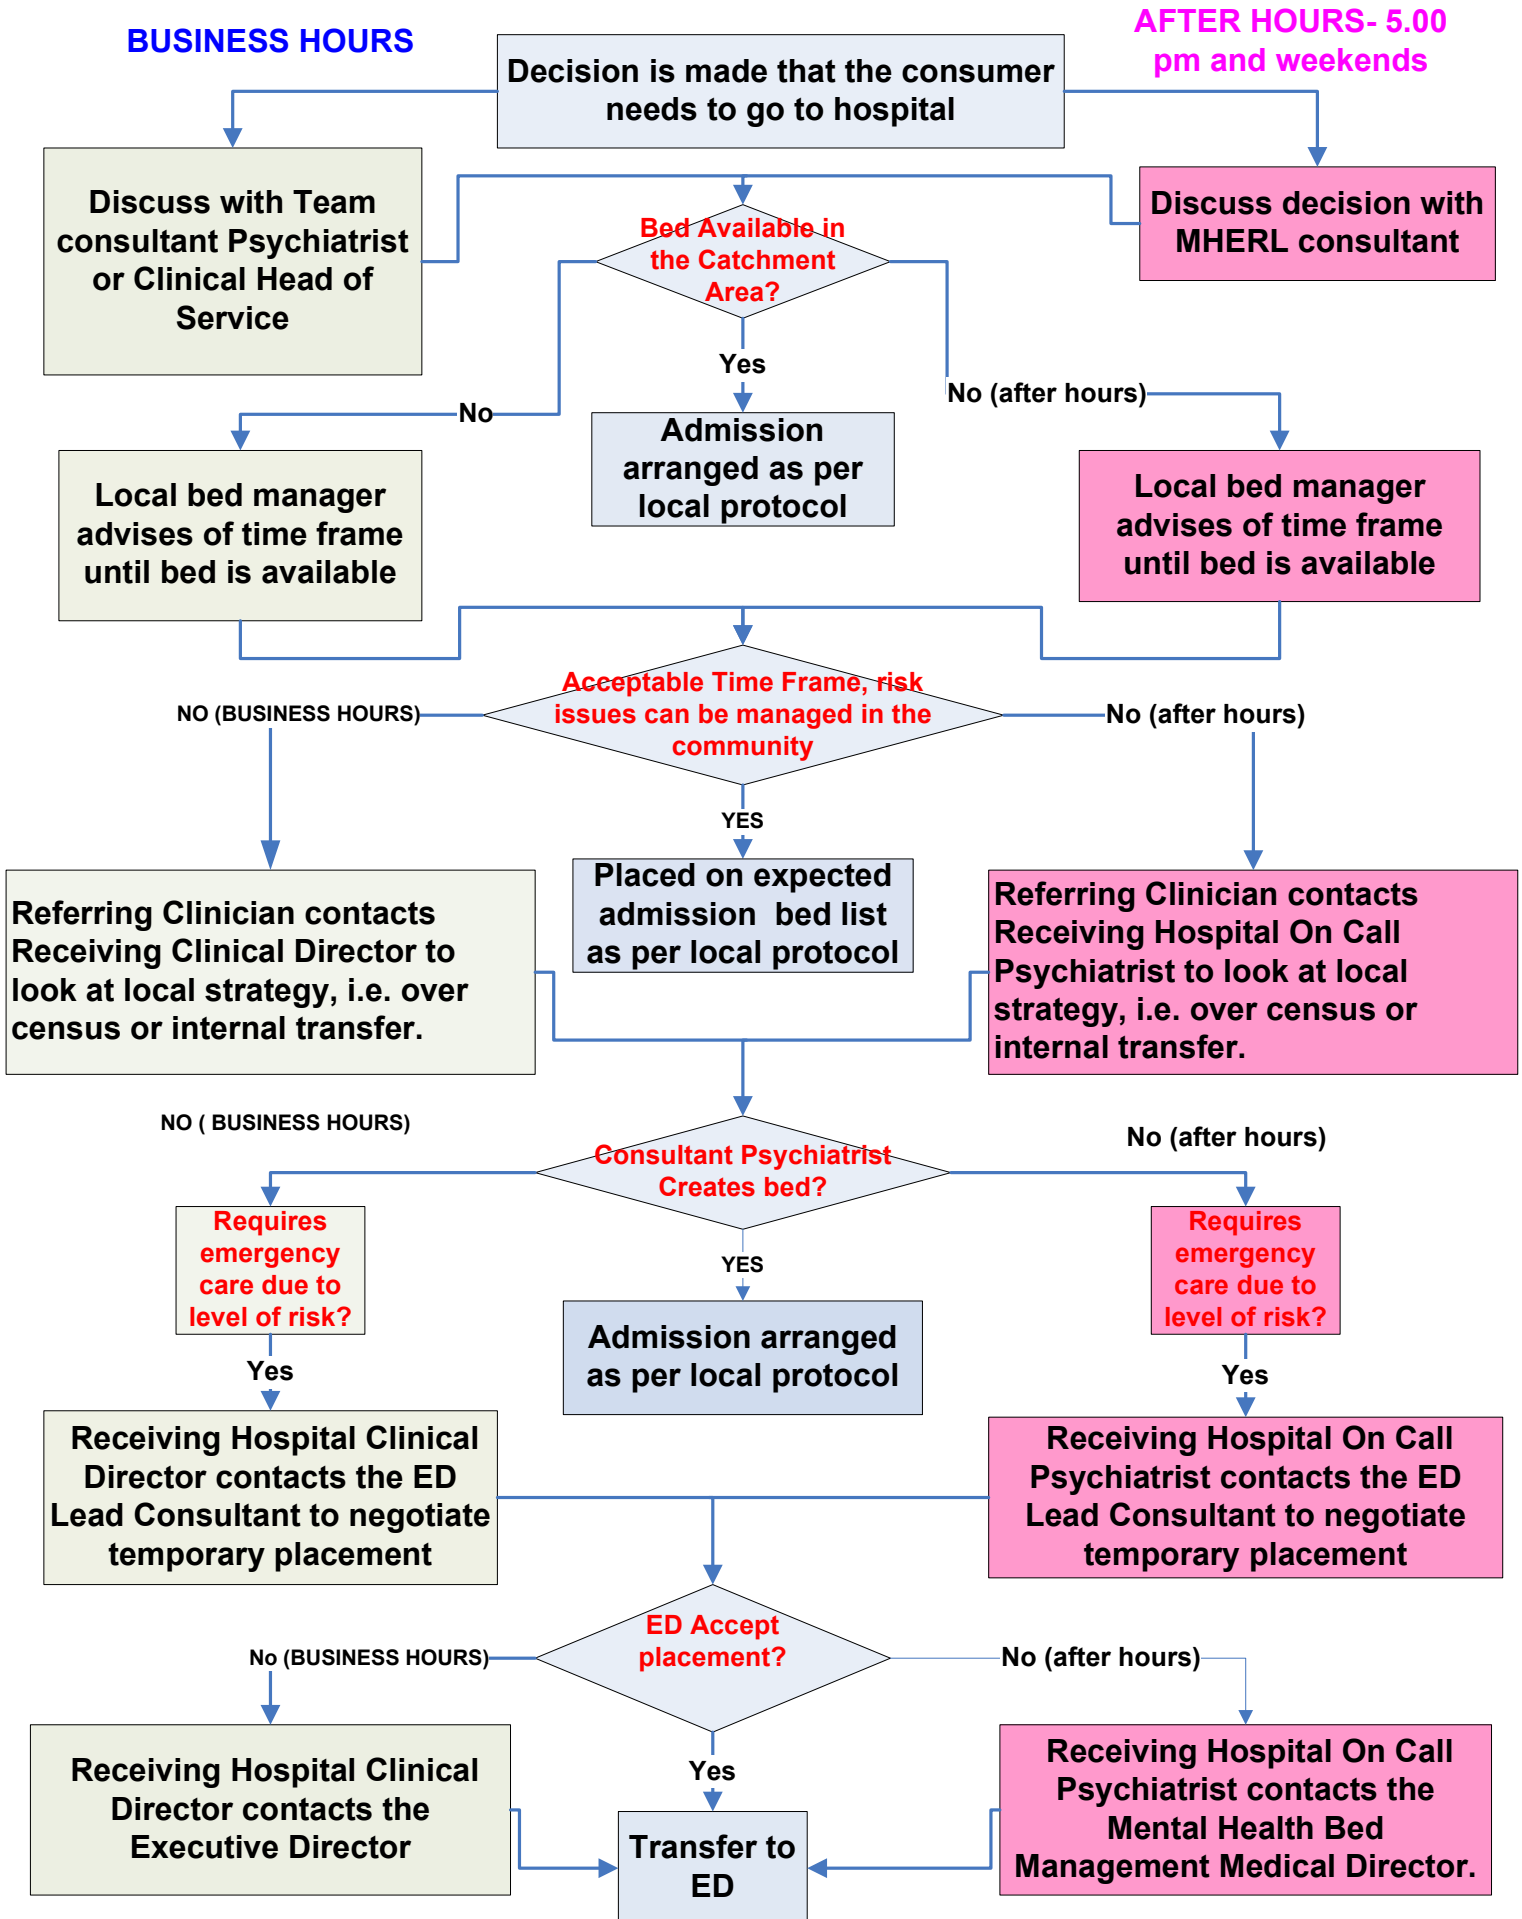 BUSINESS HOURS
AFTER HOURS- 5.00
pm and weekends
Decision is made that the consumer
needs to go to hospital
Discuss with Team
consultant Psychiatrist
or Clinical Head of
Service
Bed Available in
the Catchment
Area?
Discuss decision with
MHERL consultant
Yes
No
No (after hours)
Admission
arranged as per
local protocol
Local bed manager
advises of time frame
until bed is available
Local bed manager
advises of time frame
until bed is available
Acceptable Time Frame, risk
issues can be managed in the
community
NO (BUSINESS HOURS)
No (after hours)
YES
Placed on expected
admission bed list
as per local protocol
Referring Clinician contacts
Receiving Clinical Director to
look at local strategy, i.e. over
census or internal transfer.
Referring Clinician contacts
Receiving Hospital On Call
Psychiatrist to look at local
strategy, i.e. over census or
internal transfer.
NO ( BUSINESS HOURS)
No (after hours)
Consultant Psychiatrist
Creates bed?
Requires
emergency
care due to
level of risk?
YES
Requires
emergency
care due to
level of risk?
Admission arranged
as per local protocol
Yes
Yes
Receiving Hospital Clinical
Director contacts the ED
Lead Consultant to negotiate
temporary placement
Receiving Hospital On Call
Psychiatrist contacts the ED
Lead Consultant to negotiate
temporary placement
ED Accept
placement?
No (BUSINESS HOURS)
No (after hours)
Yes
Receiving Hospital Clinical
Director contacts the
Executive Director
Transfer to
ED
Receiving Hospital On Call
Psychiatrist contacts the
Mental Health Bed
Management Medical Director.